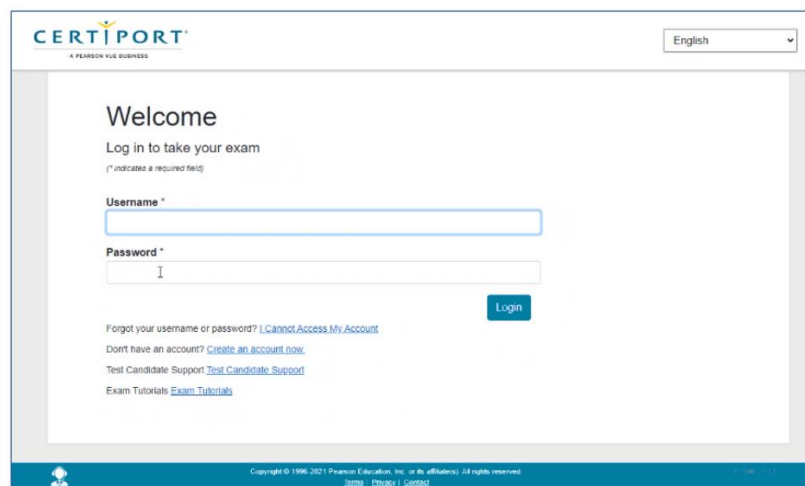 CERTIPORT
A PEARSON VUE BUSINESS
English
Welcome
Log in to take your exam
(* indicates a required field)
Username *
Password *
Login
Forgot your username or password? I Cannot Access My Account
Don't have an account? Create an account now.
Test Candidate Support Test Candidate Support
Exam Tutorials Exam Tutorials
Copyright © 1996-2021 Pearson Education, Inc. or its affiliate(s). All rights reserved.
Terms | Privacy | Contact